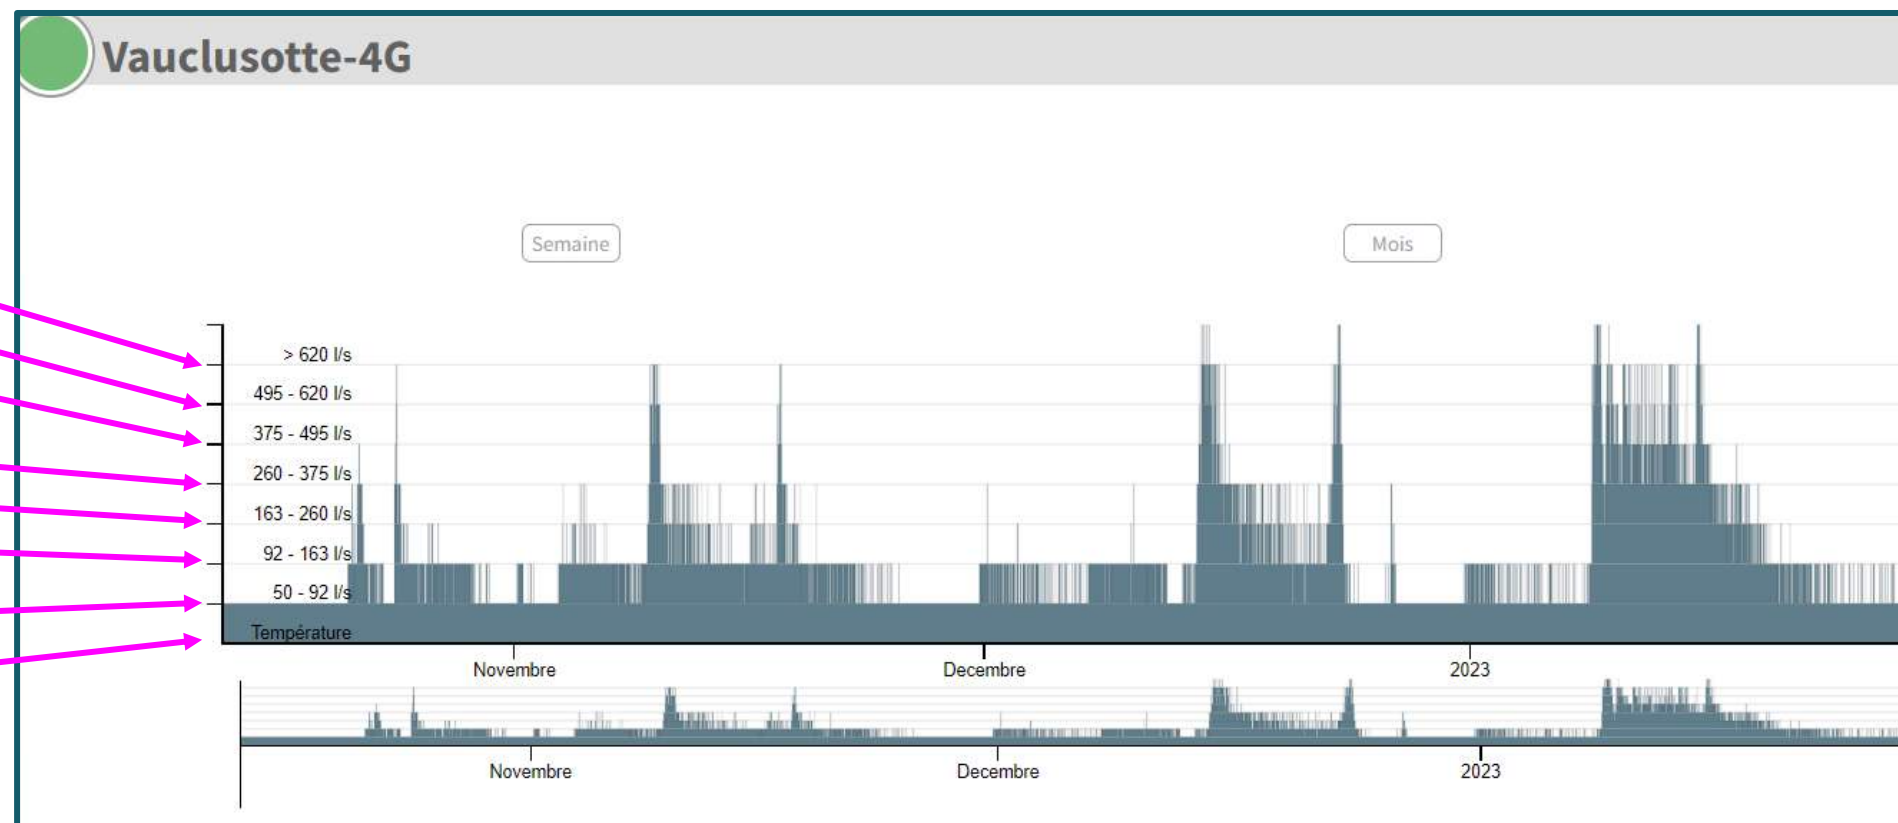 Vauclusotte-4G
Semaine
Mois
> 620 l/s
495 - 620 l/s
375 - 495 l/s
260 - 375 l/s
163 - 260 l/s
92 - 163 l/s
50 - 92 l/s
Température
Novembre
Decembre
2023
Novembre
Decembre
2023